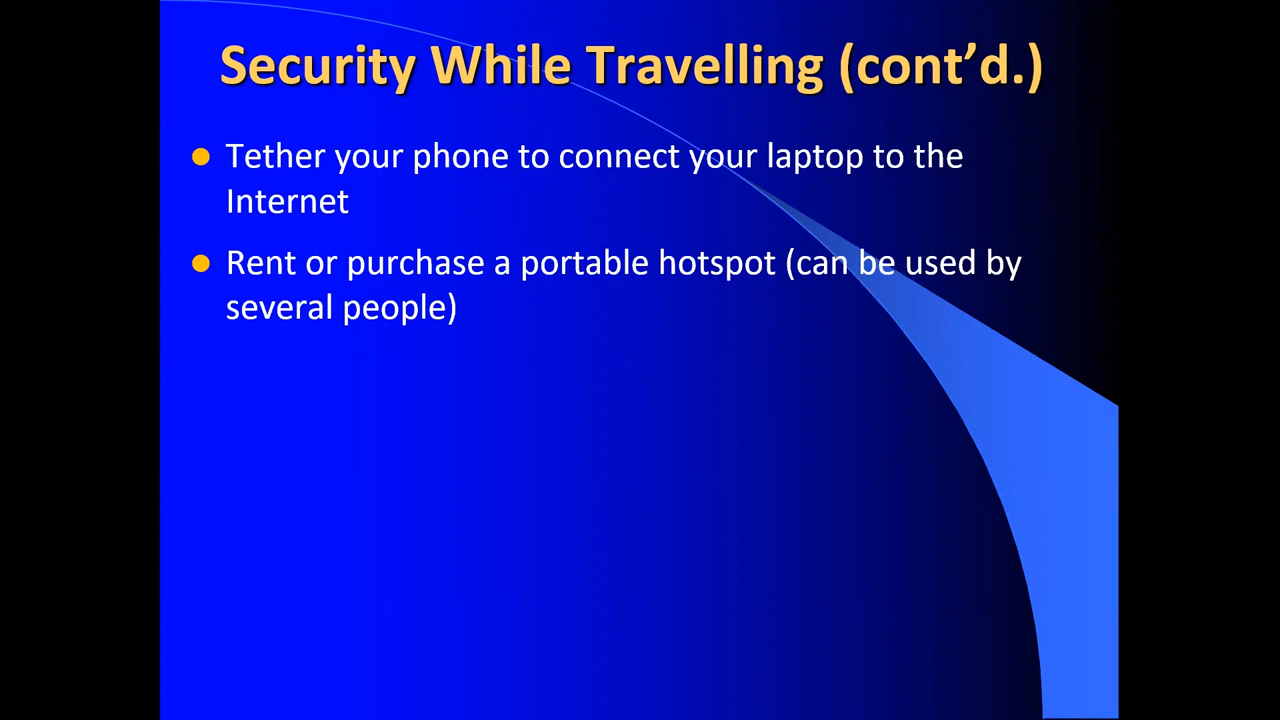 Security While Travelling (cont’d.)
Tether your phone to connect your laptop to the
Internet
Rent or purchase a portable hotspot (can be used by
several people)